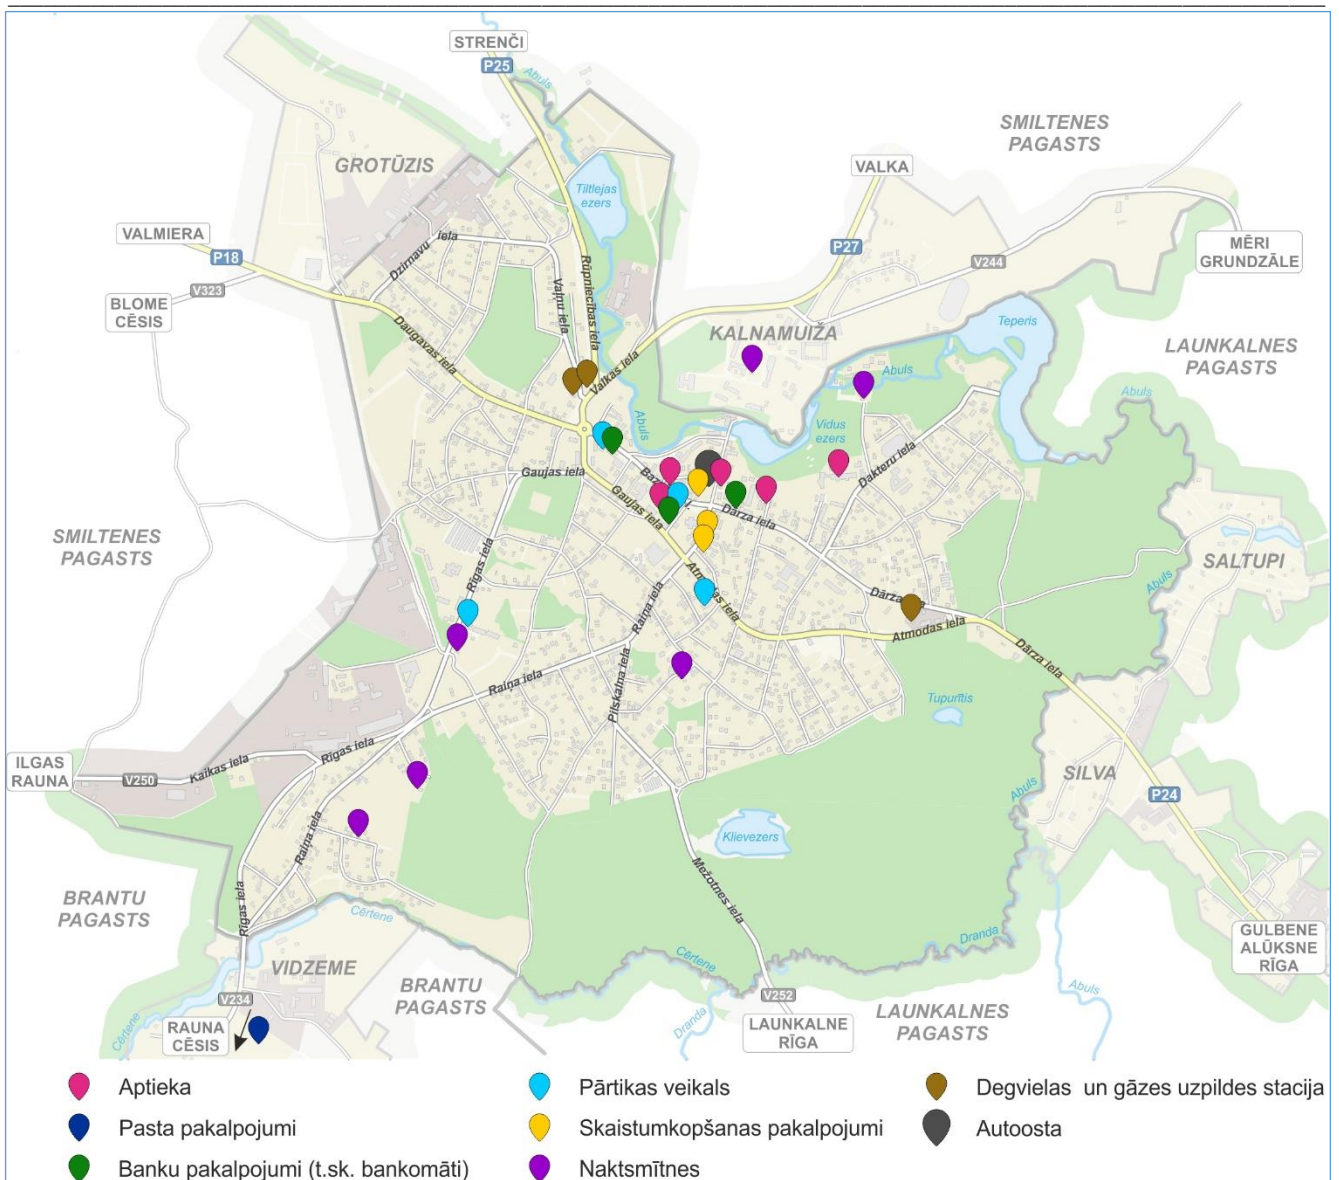 STRENČI
P25
Abuls
SMILTENES
PAGASTS
GROTŪZIS
VALKA
Tiltlejas
ezers
VALMIERA
P18
Dzirnavu iela
P27
MĒRI
GRUNDZĀLE
V244
V323
BLOME
CĒSIS
Vaļņu iela
Rūpniecības iela
Daugavas iela
KALNAMUIŽA
Teperis
LAUNKALNES
PAGASTS
Valkas iela
Abuls
Abuls
Abuls
Vidus
ezers
Gaujas iela
Dakteru iela
Gaujas iela
Dārza iela
SMILTENES
PAGASTS
Rīgas iela
SALTUPI
Abuls
Raiņa iela
Dārza
Atmodas iela
Dārza iela
Raiņa iela
Pilskalna iela
Tupurītis
ILGAS
RAUNA
V250
Kaikas iela
Rīgas iela
SILVA
Abuls
P24
Raiņa iela
Klievezers
Mežotnes iela
BRANTU
PAGASTS
Rīgas iela
Cērtene
Dranda
GULBENE
ALŪKSNE
RĪGA
VIDZEME
Cērtene
BRANTU
PAGASTS
Abuls
V234
V252
RAUNA
CĒSIS
Cērtene
Dranda
LAUNKALNE
RĪGA
LAUNKALNES
PAGASTS
Aptieka
Pārtikas veikals
Degvielas un gāzes uzpildes stacija
Pasta pakalpojumi
Skaistumkopšanas pakalpojumi
Autoosta
Banku pakalpojumi (t.sk. bankomāti)
Naktsmītnes